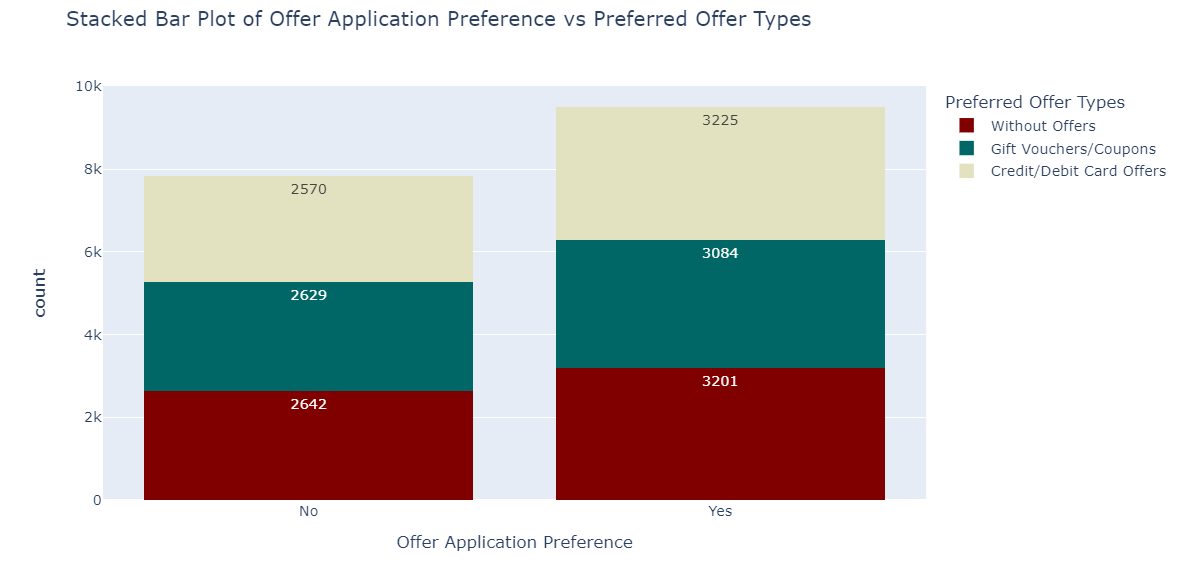 Stacked Bar Plot of Offer Application Preference vs Preferred Offer Types
10k
8k
6k
4k
2k
0
count
2570
2629
2642
3225
3084
3201
No
Yes
Offer Application Preference
Preferred Offer Types
Without Offers
Gift Vouchers/Coupons
Credit/Debit Card Offers